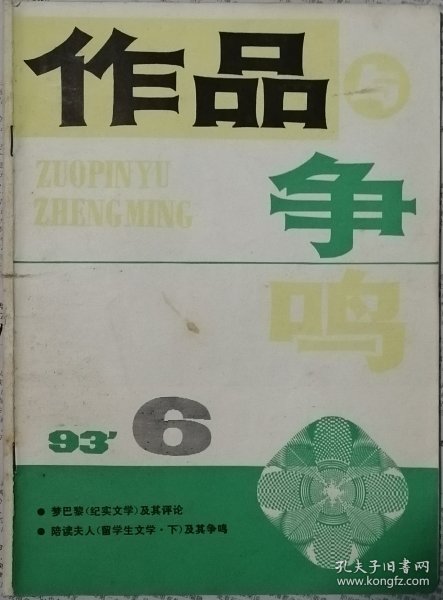 作品
与
争
鸣
ZUOPINYU
ZHENGMING
93' 6
● 梦巴黎(纪实文学)及其评论
● 陪读夫人(留学生文学·下)及其争鸣
孔夫子旧书网
www.kongfz.com